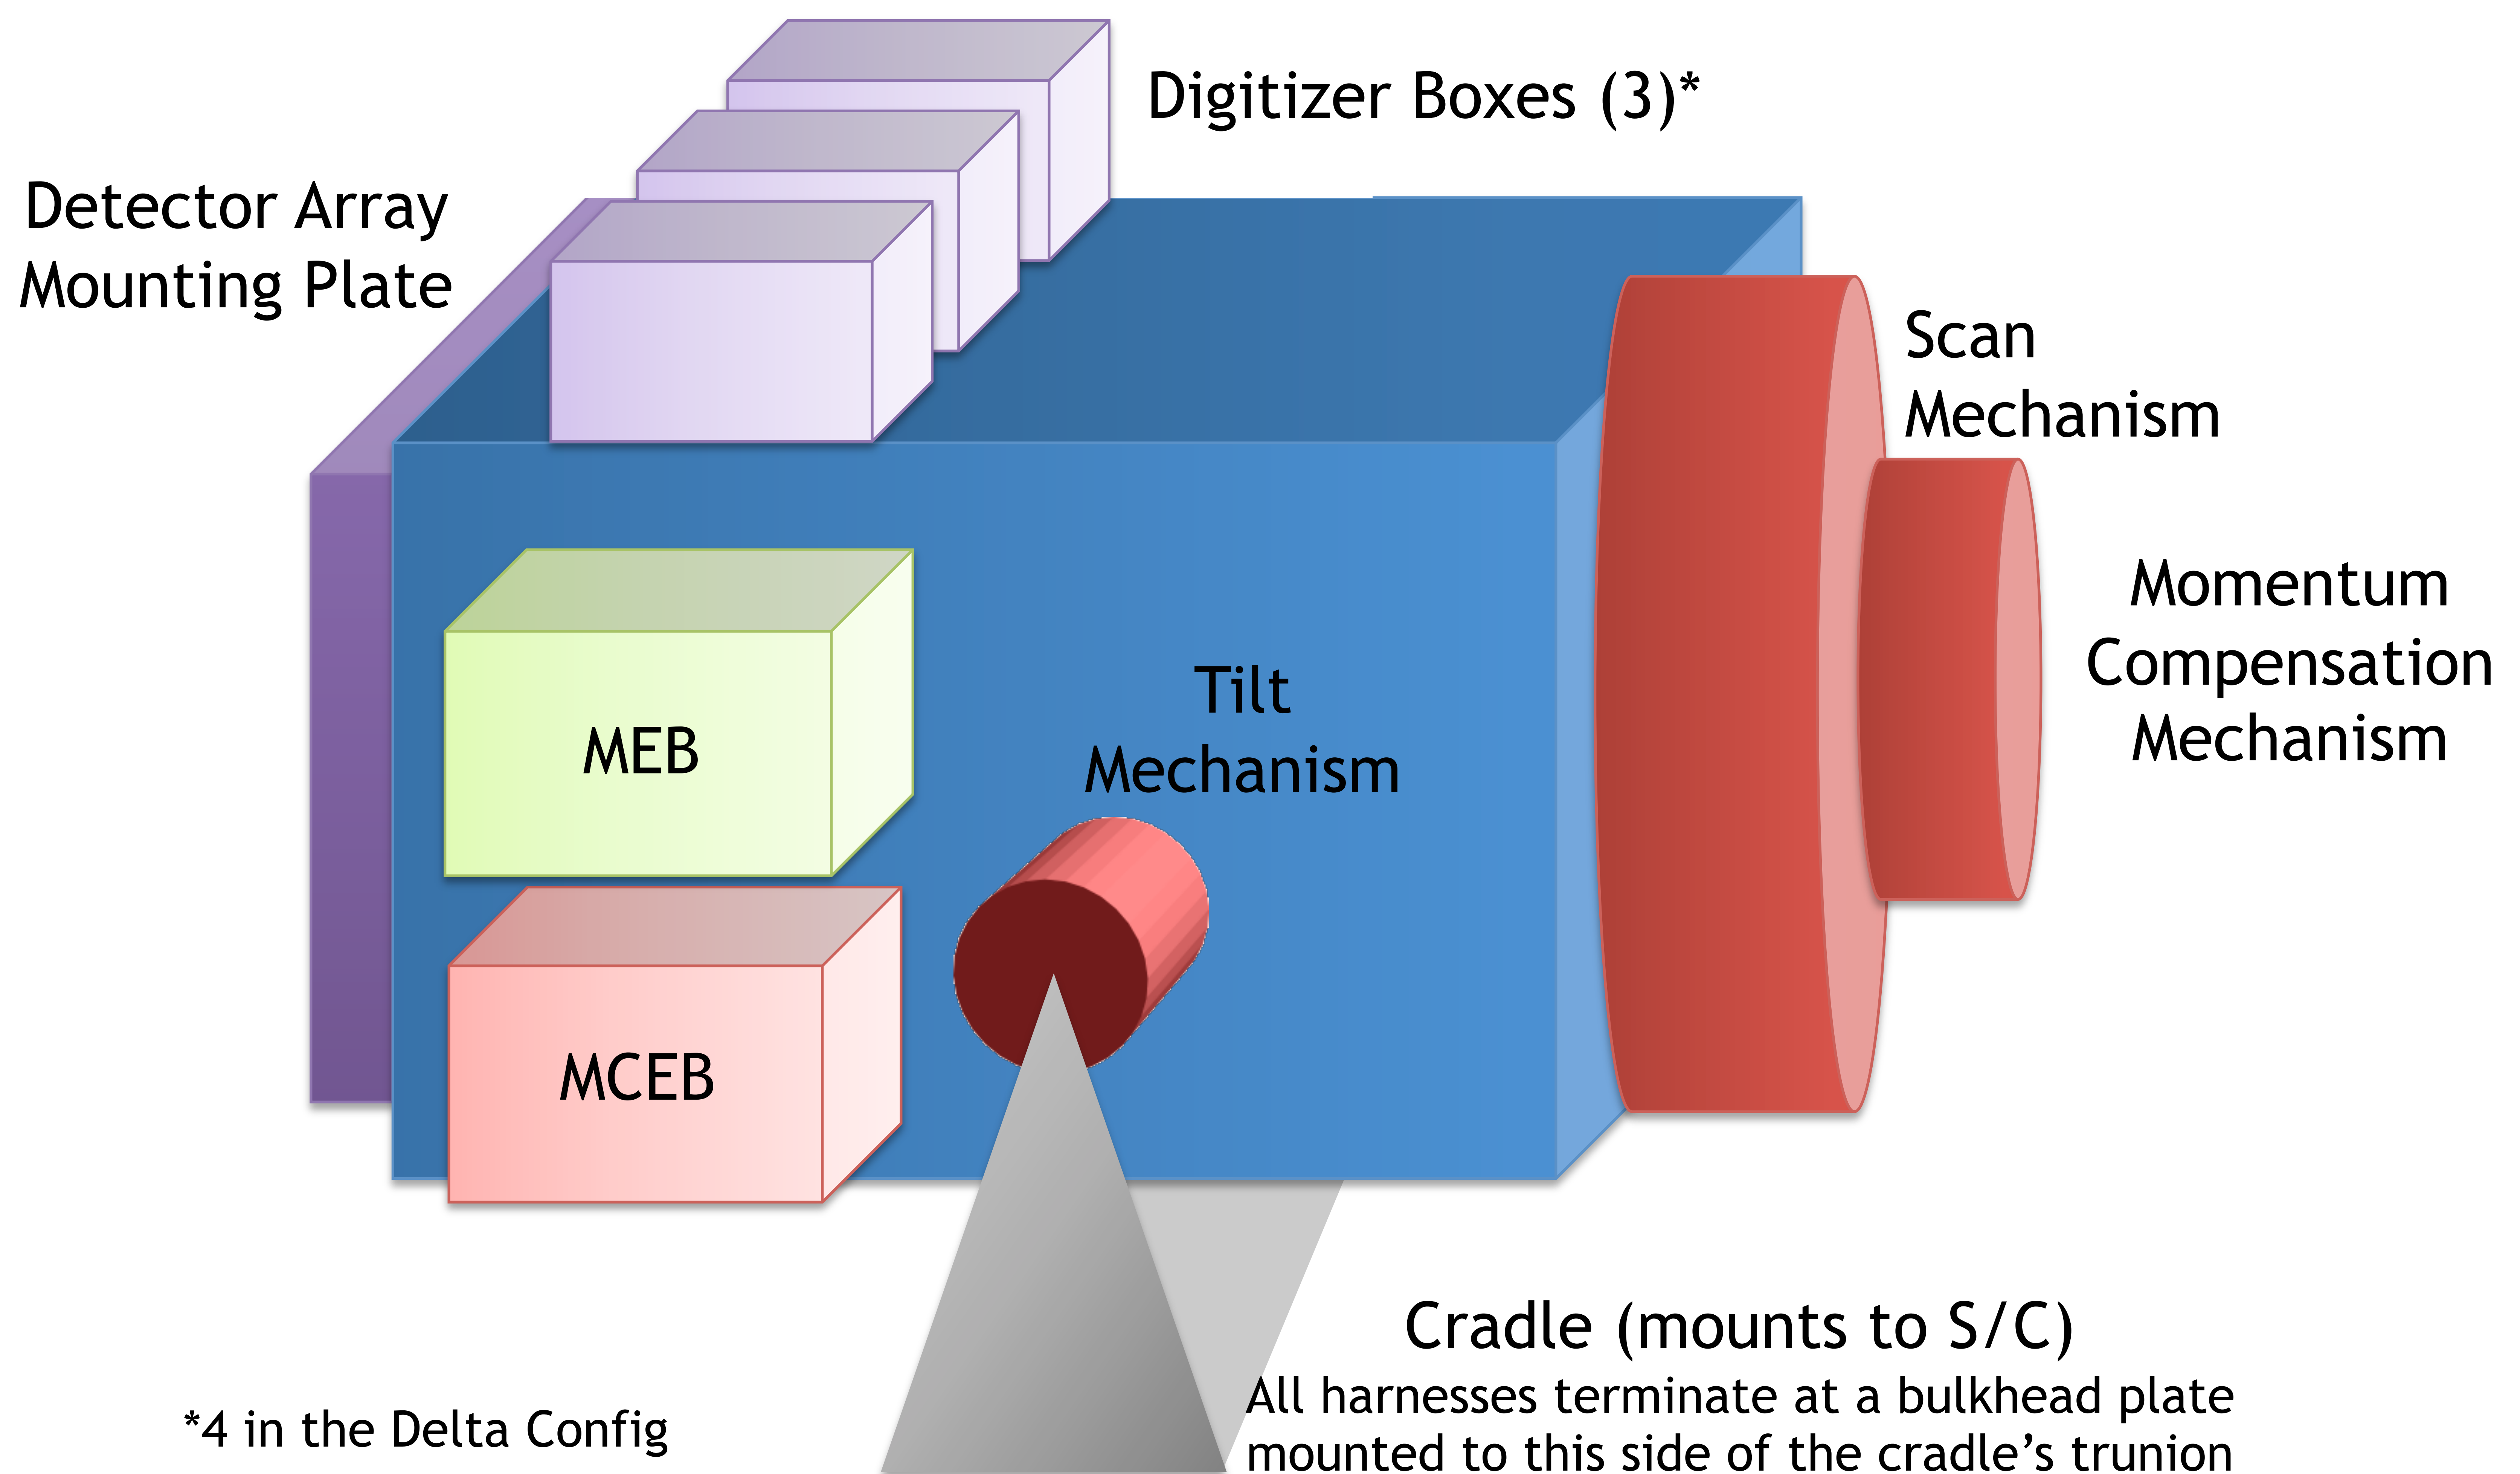 Digitizer Boxes (3)*
Detector Array
Mounting Plate
Scan
Mechanism
Momentum
Compensation
Mechanism
Tilt
Mechanism
MEB
MCEB
Cradle (mounts to S/C)
All harnesses terminate at a bulkhead plate
mounted to this side of the cradle’s trunion
*4 in the Delta Config